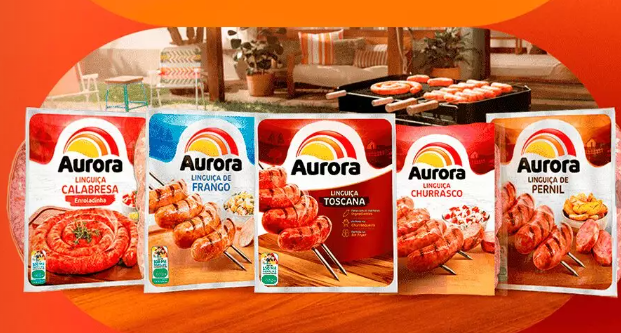 Aurora
LINGUIÇA
CALABRESA
Enroladinha
Aurora
LINGUIÇA DE
FRANGO
Aurora
LINGUIÇA
TOSCANA
Aurora
LINGUIÇA
CHURRASCO
Aurora
LINGUIÇA DE
PERNIL